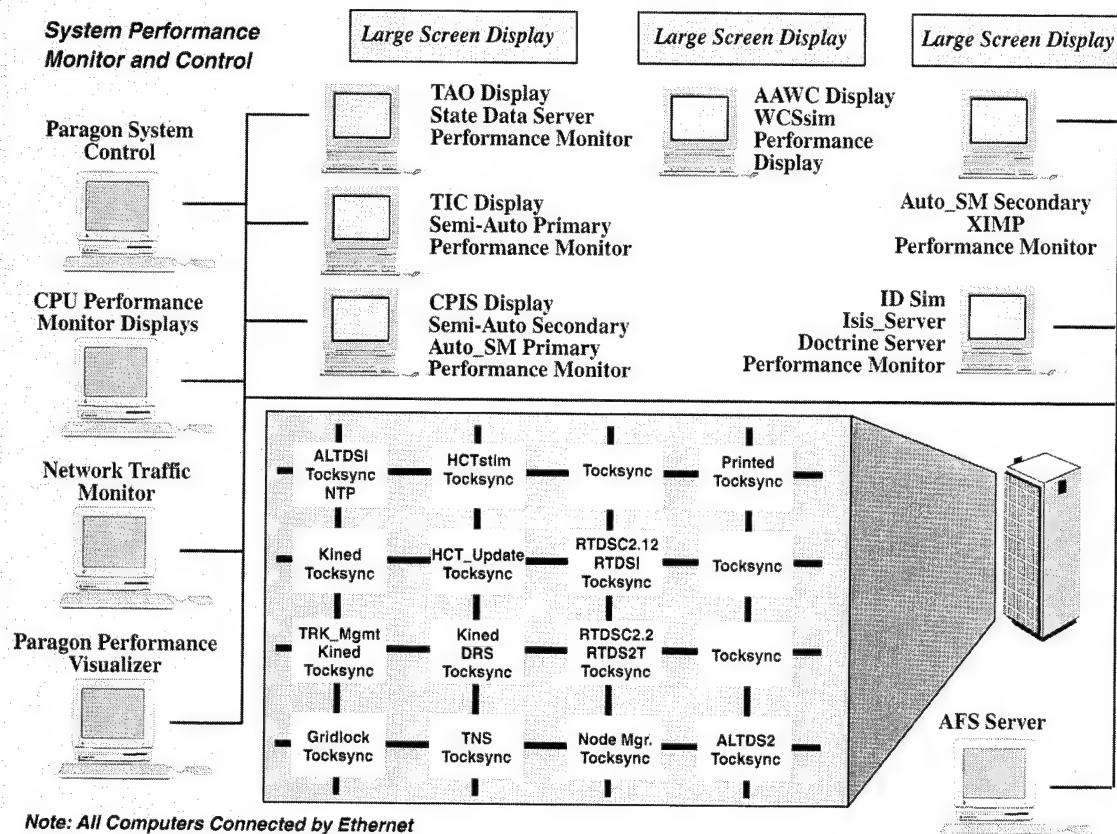 System Performance
Monitor and Control
Large Screen Display
Large Screen Display
Large Screen Display
Paragon System
Control
CPU Performance
Monitor Displays
Network Traffic
Monitor
Paragon Performance
Visualizer
TAO Display
State Data Server
Performance Monitor
TIC Display
Semi-Auto Primary
Performance Monitor
CPIS Display
Semi-Auto Secondary
Auto_SM Primary
Performance Monitor
AAWC Display
WCSsim
Performance
Display
Auto_SM Secondary
XIMP
Performance Monitor
ID Sim
Isis_Server
Doctrine Server
Performance Monitor
ALTDSI
Tocksync
NTP
HCTstim
Tocksync
Tocksync
Printed
Tocksync
Kined
Tocksync
HCT_Update
Tocksync
RTDSC2.12
RTDSI
Tocksync
Tocksync
TRK_Mgmt
Kined
Tocksync
Kined
DRS
Tocksync
RTDSC2.2
RTDS2T
Tocksync
Tocksync
Gridlock
Tocksync
TNS
Tocksync
Node Mgr.
Tocksync
ALTDS2
Tocksync
AFS Server
Note: All Computers Connected by Ethernet